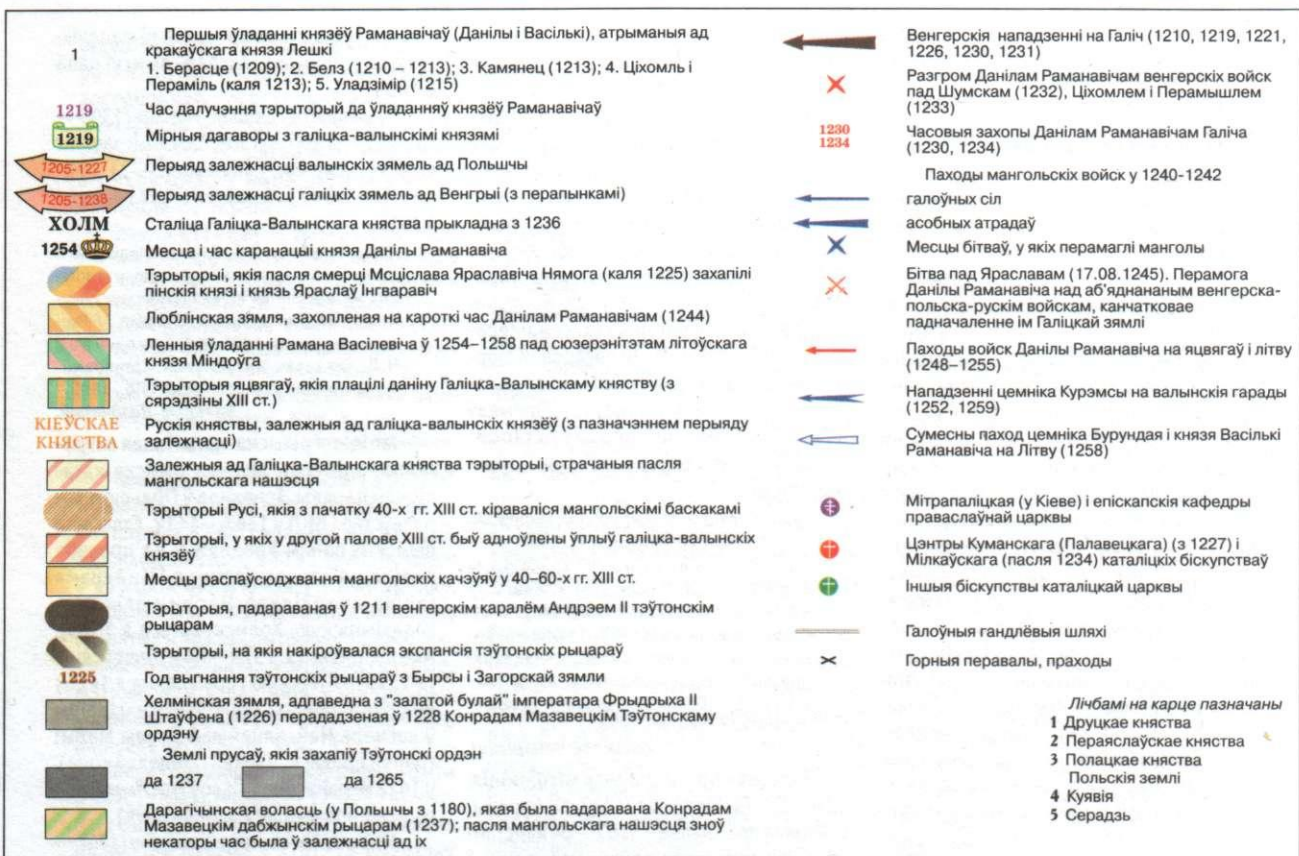 Першыя ўладанні князёў Раманавічаў (Данілы і Васількі), атрыманыя ад
1
кракаўскага князя Лешкі
1. Берасце (1209); 2. Белз (1210 – 1213); 3. Камянец (1213); 4. Ціхомль і
Пераміль (каля 1213); 5. Уладзімір (1215)
1219
Час далучэння тэрыторый да ўладанняў князёў Раманавічаў
1219
Мірныя дагаворы з галіцка-валынскімі князямі
1205-1227
Перыяд залежнасці валынскіх зямель ад Польшчы
1205-1238
Перыяд залежнасці галіцкіх зямель ад Венгрыі (з перапынкамі)
ХОЛМ
Сталіца Галіцка-Валынскага княства прыкладна з 1236
1254
Месца і час каранацыі князя Данілы Раманавіча
Тэрыторыі, якія пасля смерці Мсціслава Яраславіча Нямога (каля 1225) захапілі
пінскія князі і князь Яраслаў Інгваравіч
Люблінская зямля, захопленая на кароткі час Данілам Раманавічам (1244)
Ленныя ўладанні Рамана Васілевіча ў 1254–1258 пад сюзерэнітэтам літоўскага
князя Міндоўга
Тэрыторыя яцвягаў, якія плацілі даніну Галіцка-Валынскаму княству (з
сярэдзіны XIII ст.)
КІЕЎСКАЕ
КНЯСТВА
Рускія княствы, залежныя ад галіцка-валынскіх князёў (з пазначэннем перыяду
залежнасці)
Залежныя ад Галіцка-Валынскага княства тэрыторыі, страчаныя пасля
мангольскага нашэсця
Тэрыторыі Русі, якія з пачатку 40-х гг. XIII ст. кіраваліся мангольскімі баскакамі
Тэрыторыі, у якіх у другой палове XIII ст. быў адноўлены ўплыў галіцка-валынскіх
князёў
Месцы распаўсюджвання мангольскіх качэўяў у 40–60-х гг. XIII ст.
Тэрыторыя, падараваная ў 1211 венгерскім каралём Андрэем II тэўтонскім
рыцарам
Тэрыторыі, на якія накіроўвалася экспансія тэўтонскіх рыцараў
1225
Год выгнання тэўтонскіх рыцараў з Бырсы і Загорскай зямли
Хелмінская зямля, адпаведна з "залатой булай" імператара Фрыдрыха II
Штаўфена (1226) перададзеная ў 1228 Конрадам Мазавецкім Тэўтонскаму
ордэну
Землі прусаў, якія захапіў Тэўтонскі ордэн
да 1237
да 1265
Дарагічынская воласць (у Польшчы з 1180), якая была падаравана Конрадам
Мазавецкім дабжынскім рыцарам (1237); пасля мангольскага нашэсця зноў
некаторы час была ў залежнасці ад іх
Венгерскія нападзенні на Галіч (1210, 1219, 1221,
1226, 1230, 1231)
Разгром Данілам Раманавічам венгерскіх войск
пад Шумскам (1232), Ціхомлем і Перамышлем
(1233)
1230
1234
Часовыя захопы Данілам Раманавічам Галіча
(1230, 1234)
Паходы мангольскіх войск у 1240-1242
галоўных сіл
асобных атрадаў
Месцы бітваў, у якіх перамаглі манголы
Бітва пад Яраславам (17.08.1245). Перамога
Данілы Раманавіча над аб'яднананым венгерска-
польска-рускім войскам, канчатковае
падначаленне ім Галіцкай зямлі
Паходы войск Данілы Раманавіча на яцвягаў і літву
(1248–1255)
Нападзенні цемніка Курэмсы на валынскія гарады
(1252, 1259)
Сумесны паход цемніка Бурундая і князя Васількі
Раманавіча на Літву (1258)
Мітрапаліцкая (у Кіеве) і епіскапскія кафедры
праваслаўнай царквы
Цэнтры Куманскага (Палавецкага) (з 1227) і
Мілкаўскага (пасля 1234) каталіцкіх біскупстваў
Іншыя біскупствы каталіцкай царквы
Галоўныя гандлёвыя шляхі
Горныя перавалы, праходы
Лічбамі на карце пазначаны
1 Друцкае княства
2 Пераяслаўскае княства
3 Полацкае княства
Польскія землі
4 Куявія
5 Серадзь